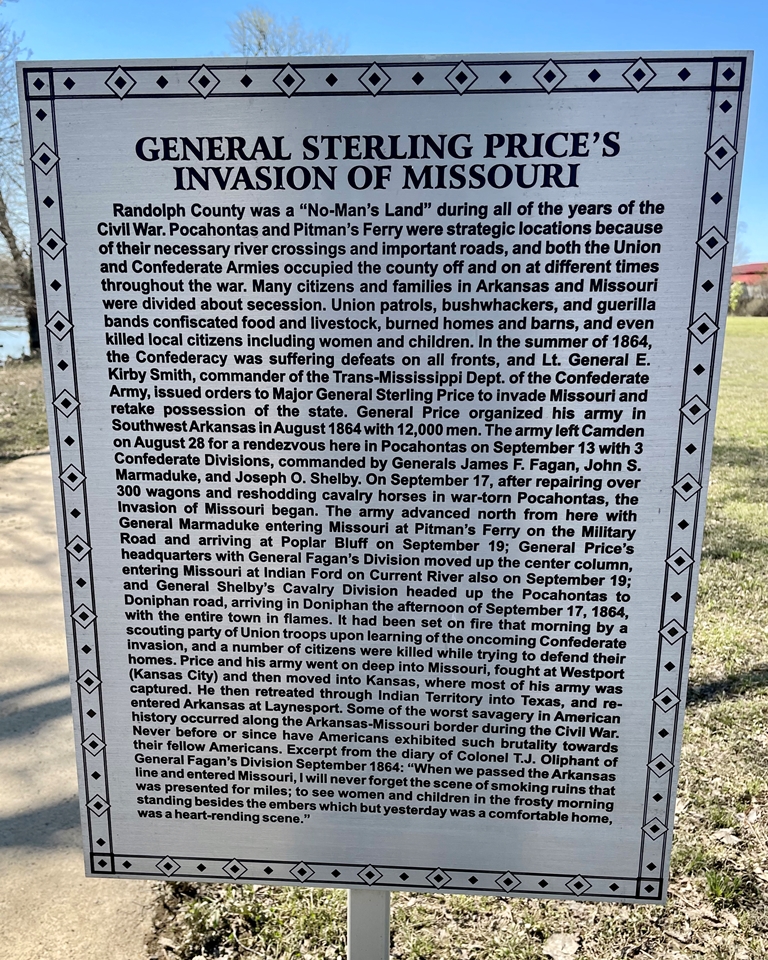 GENERAL STERLING PRICE'S
INVASION OF MISSOURI
Randolph County was a "No-Man's Land" during all of the years of the
Civil War. Pocahontas and Pitman's Ferry were strategic locations because
of their necessary river crossings and important roads, and both the Union
and Confederate Armies occupied the county off and on at different times
throughout the war. Many citizens and families in Arkansas and Missouri
were divided about secession. Union patrols, bushwhackers, and guerilla
bands confiscated food and livestock, burned homes and barns, and even
killed local citizens including women and children. In the summer of 1864,
the Confederacy was suffering defeats on all fronts, and Lt. General E.
Kirby Smith, commander of the Trans-Mississippi Dept. of the Confederate
Army, issued orders to Major General Sterling Price to invade Missouri and
retake possession of the state. General Price organized his army in
Southwest Arkansas in August 1864 with 12,000 men. The army left Camden
on August 28 for a rendezvous here in Pocahontas on September 13 with 3
Confederate Divisions, commanded by Generals James F. Fagan, John S.
Marmaduke, and Joseph O. Shelby. On September 17, after repairing over
300 wagons and reshodding cavalry horses in war-torn Pocahontas, the
Invasion of Missouri began. The army advanced north from here with
General Marmaduke entering Missouri at Pitman's Ferry on the Military
Road and arriving at Poplar Bluff on September 19; General Price's
headquarters with General Fagan's Division moved up the center column,
entering Missouri at Indian Ford on Current River also on September 19;
and General Shelby's Cavalry Division headed up the Pocahontas to
Doniphan road, arriving in Doniphan the afternoon of September 17, 1864,
with the entire town in flames. It had been set on fire that morning by a
scouting party of Union troops upon learning of the oncoming Confederate
invasion, and a number of citizens were killed while trying to defend their
homes. Price and his army went on deep into Missouri, fought at Westport
(Kansas City) and then moved into Kansas, where most of his army was
captured. He then retreated through Indian Territory into Texas, and re-
entered Arkansas at Laynesport. Some of the worst savagery in American
history occurred along the Arkansas-Missouri border during the Civil War.
Never before or since have Americans exhibited such brutality towards
their fellow Americans. Excerpt from the diary of Colonel T.J. Oliphant of
General Fagan's Division September 1864: "When we passed the Arkansas
line and entered Missouri, I will never forget the scene of smoking ruins that
was presented for miles; to see women and children in the frosty morning
standing besides the embers which but yesterday was a comfortable home,
was a heart-rending scene."